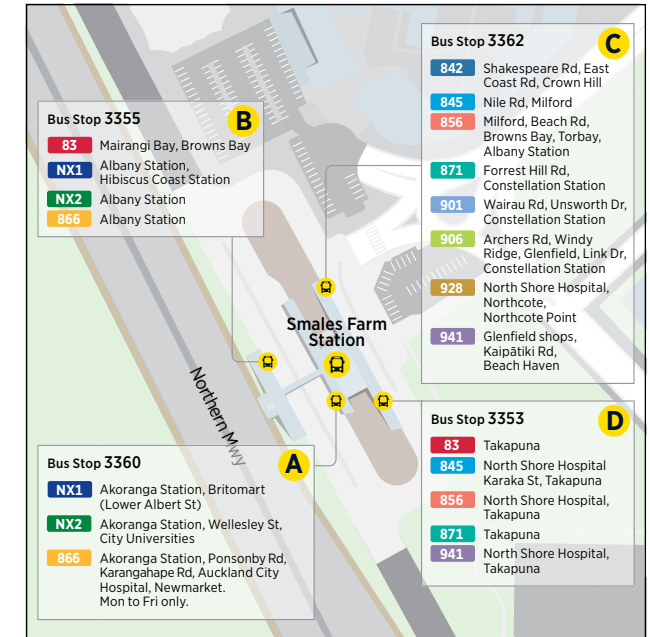 Bus Stop 3362
C
842 Shakespeare Rd, East
Coast Rd, Crown Hill
845 Nile Rd, Milford
856 Milford, Beach Rd,
Browns Bay, Torbay,
Albany Station
871 Forrest Hill Rd,
Constellation Station
901 Wairau Rd, Unsworth Dr,
Constellation Station
906 Archers Rd, Windy
Ridge, Glenfield, Link Dr,
Constellation Station
928 North Shore Hospital,
Northcote,
Northcote Point
941 Glenfield shops,
Kaipātiki Rd,
Beach Haven
Bus Stop 3355
B
83 Mairangi Bay, Browns Bay
NX1 Albany Station,
Hibiscus Coast Station
NX2 Albany Station
866 Albany Station
Smales Farm
Station
Northern Mwy
Bus Stop 3360
A
NX1 Akoranga Station, Britomart
(Lower Albert St)
NX2 Akoranga Station, Wellesley St,
City Universities
866 Akoranga Station, Ponsonby Rd,
Karangahape Rd, Auckland City
Hospital, Newmarket.
Mon to Fri only.
Bus Stop 3353
D
83 Takapuna
845 North Shore Hospital
Karaka St, Takapuna
856 North Shore Hospital,
Takapuna
871 Takapuna
941 North Shore Hospital,
Takapuna